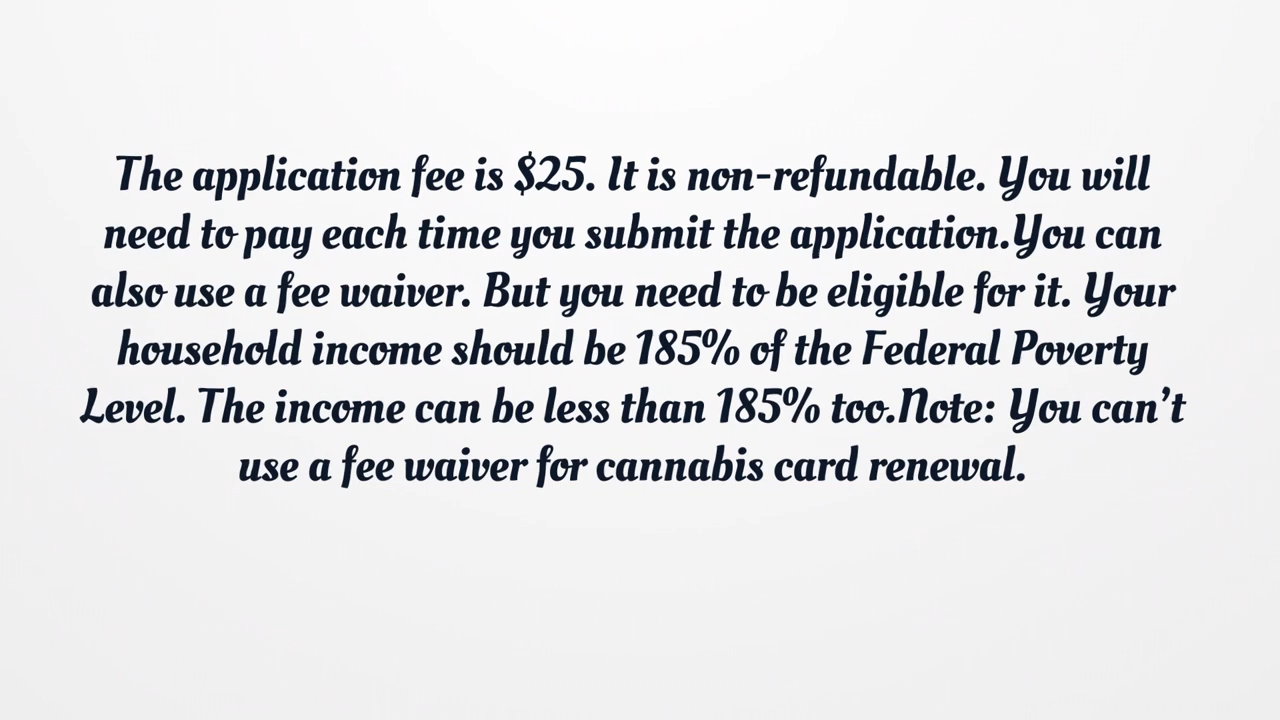 The application fee is $25. It is non-refundable. You will
need to pay each time you submit the application.You can
also use a fee waiver. But you need to be eligible for it. Your
household income should be 185% of the Federal Poverty
Level. The income can be less than 185% too.Note: You can’t
use a fee waiver for cannabis card renewal.